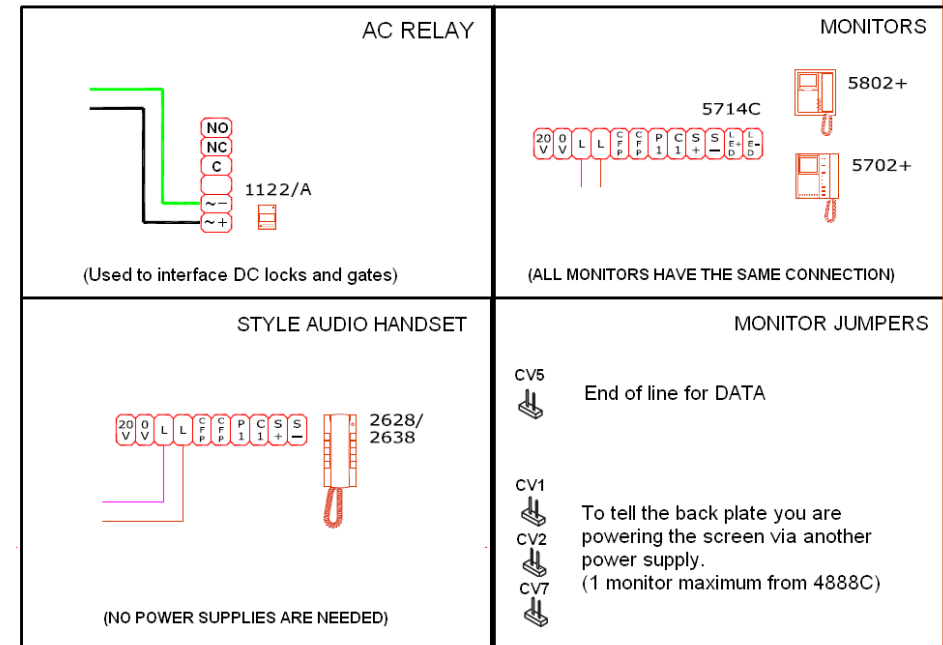 AC RELAY
NO
NC
C
1122/A
~-
~+
(Used to interface DC locks and gates)
MONITORS
5802+
5714C
20V 0V L L CFP CFP P1 C1 S+ S- LED+ LED-
5702+
(ALL MONITORS HAVE THE SAME CONNECTION)
STYLE AUDIO HANDSET
20V 0V L L CFP CFP P1 C1 S+ S-
2628/
2638
(NO POWER SUPPLIES ARE NEEDED)
MONITOR JUMPERS
CV5
End of line for DATA
CV1
CV2
CV7
To tell the back plate you are
powering the screen via another
power supply.
(1 monitor maximum from 4888C)